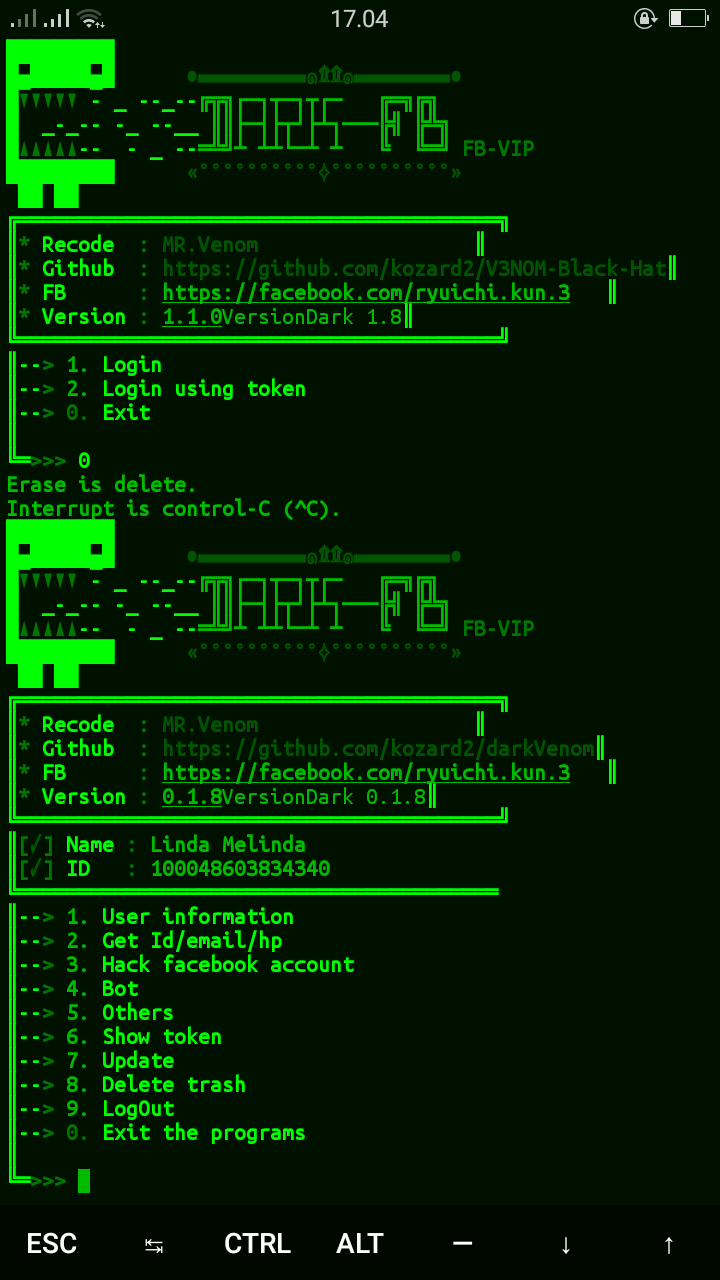 17.04
FB-VIP
* Recode : MR.Venom
* Github : https://github.com/kozard2/V3NOM-Black-Hat
* FB : https://facebook.com/ryuichi.kun.3
* Version : 1.1.0VersionDark 1.8
--> 1. Login
--> 2. Login using token
--> 0. Exit
>>> 0
Erase is delete.
Interrupt is control-C (^C).
FB-VIP
* Recode : MR.Venom
* Github : https://github.com/kozard2/darkVenom
* FB : https://facebook.com/ryuichi.kun.3
* Version : 0.1.8VersionDark 0.1.8
[✓] Name : Linda Melinda
[✓] ID : 100048603834340
--> 1. User information
--> 2. Get Id/email/hp
--> 3. Hack facebook account
--> 4. Bot
--> 5. Others
--> 6. Show token
--> 7. Update
--> 8. Delete trash
--> 9. LogOut
--> 0. Exit the programs
>>>
ESC ↹ CTRL ALT — ↓ ↑